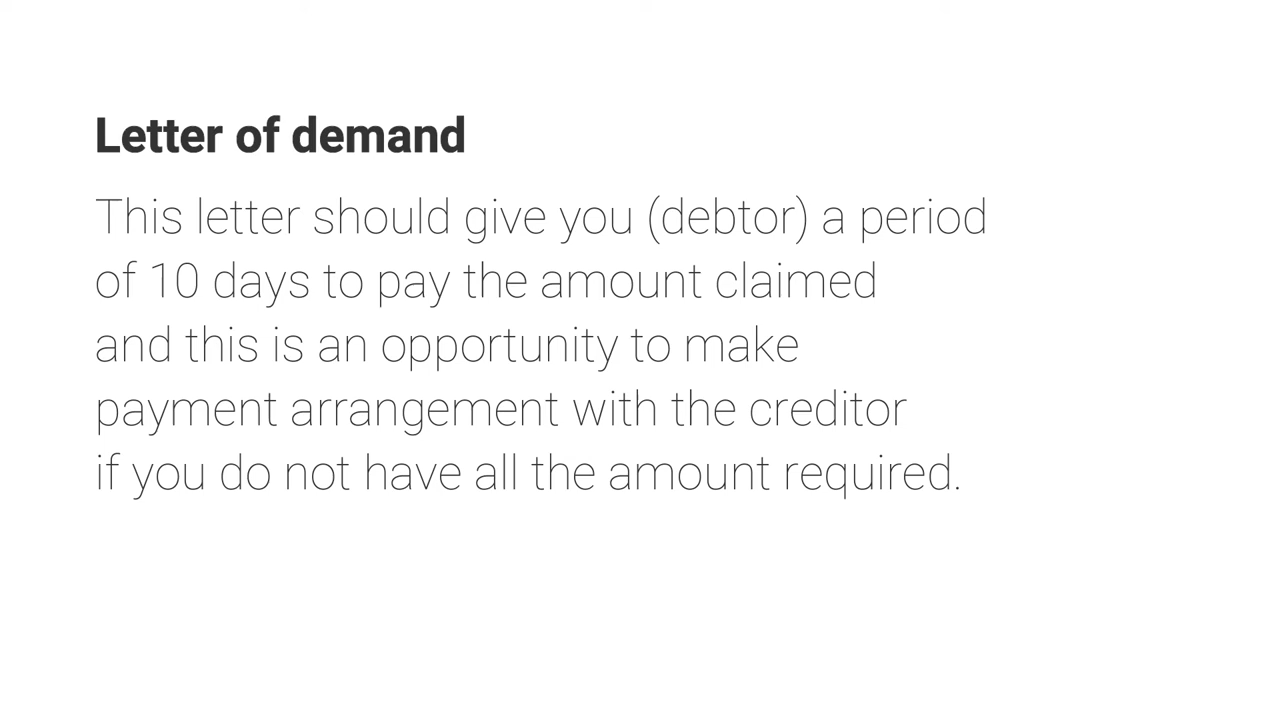 Letter of demand
This letter should give you (debtor) a period
of 10 days to pay the amount claimed
and this is an opportunity to make
payment arrangement with the creditor
if you do not have all the amount required.